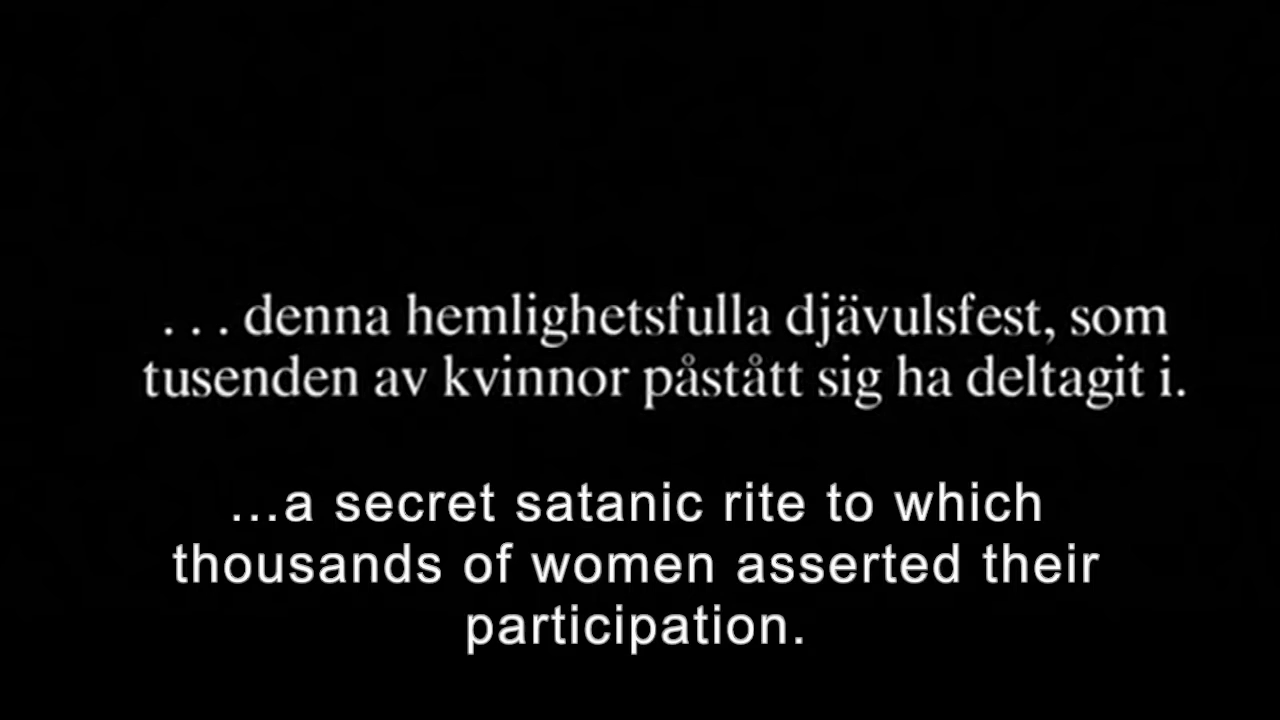 . . . denna hemlighetsfulla djävulsfest, som
tusenden av kvinnor påstått sig ha deltagit i.
...a secret satanic rite to which
thousands of women asserted their
participation.